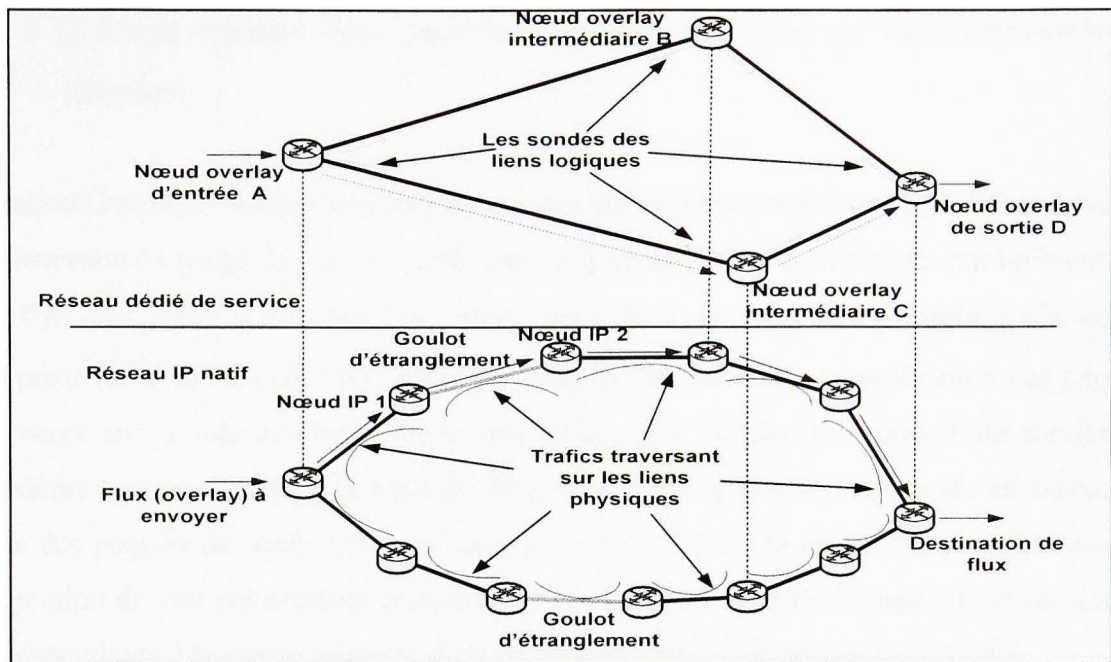 Nœud overlay
intermédiaire B
Les sondes des
liens logiques
Nœud overlay
d'entrée A
Nœud overlay
de sortie D
Nœud overlay
intermédiaire C
Réseau dédié de service
Réseau IP natif
Goulot
d'étranglement
Nœud IP 2
Nœud IP 1
Trafics traversant
sur les liens
physiques
Flux (overlay) à
envoyer
Destination de
flux
Goulot
d'étranglement